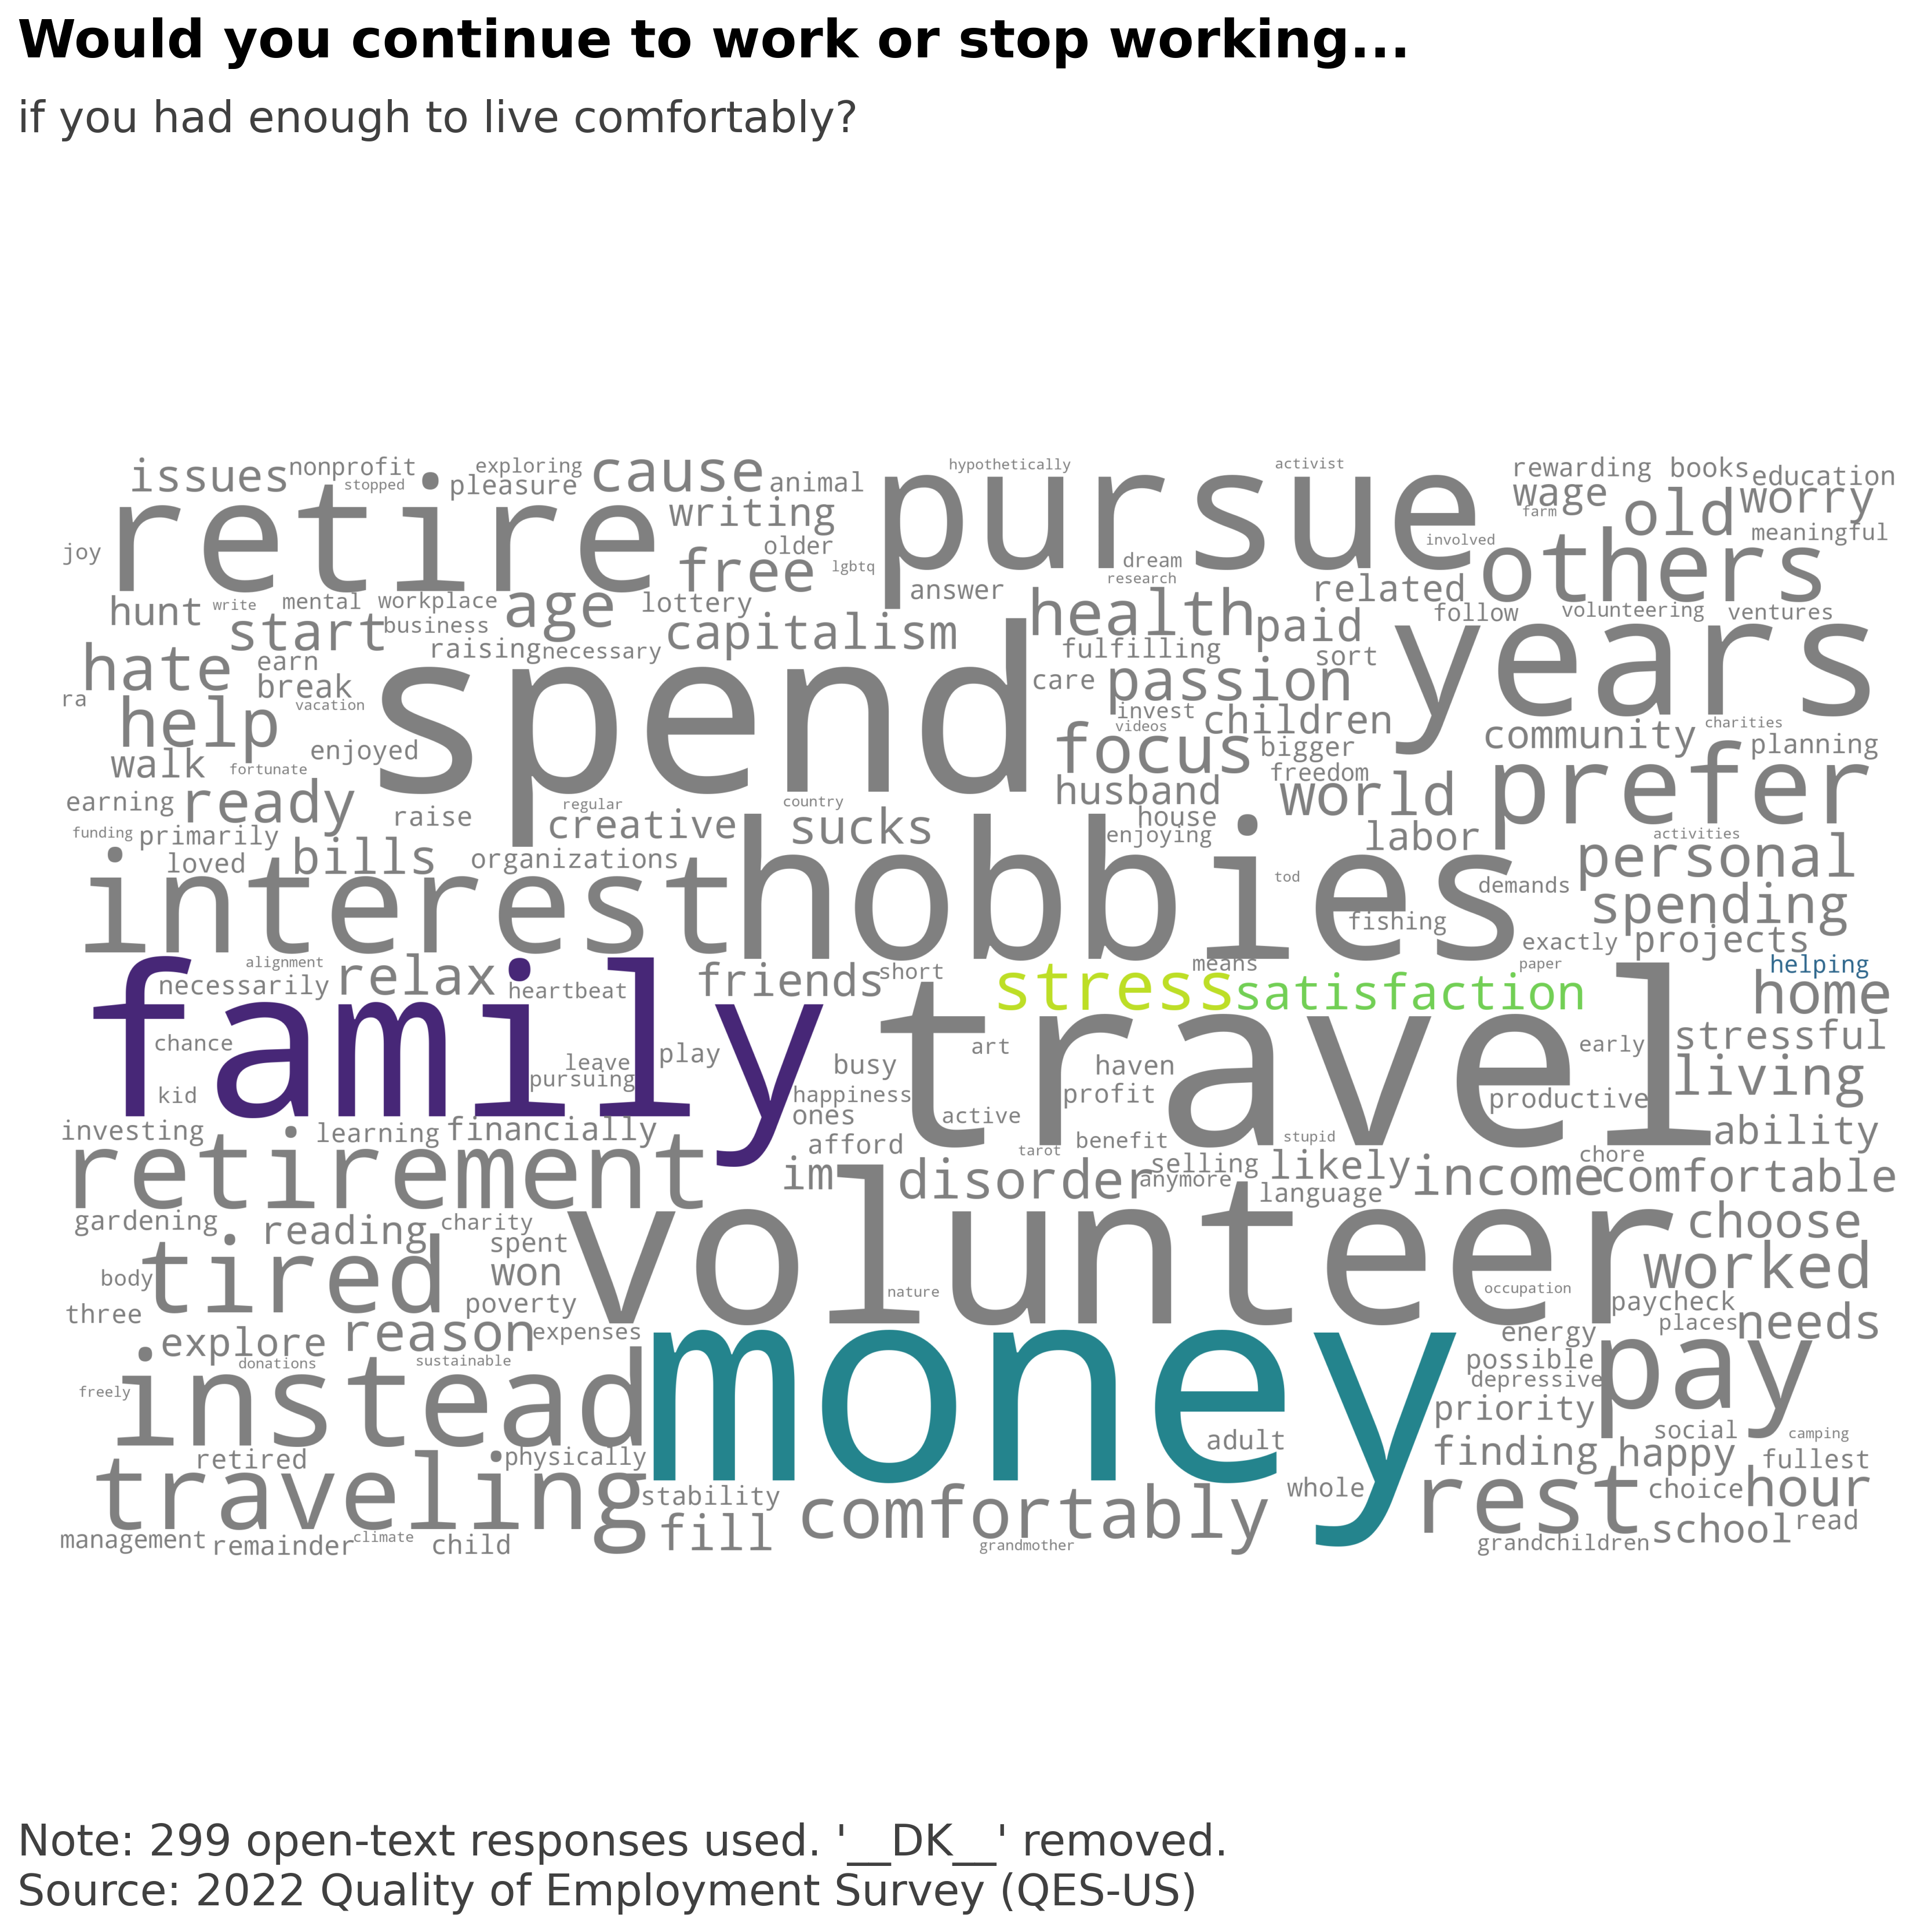 Would you continue to work or stop working...
if you had enough to live comfortably?
issues nonprofit exploring cause hypothetically activist rewarding books education
stopped pleasure animal pursue wage worry
retire writing farm old meaningful
joy older involved
free lgbtq dream others
answer research related
hunt write mental workplace age lottery health follow volunteering ventures
start business capitalism paid years
hate earn raising necessary fulfilling sort
ra break spend care passion
help vacation invest children community charities
enjoyed videos focus bigger planning
walk fortunate freedom prefer
earning ready regular country husband world
raise creative sucks house labor activities
funding primarily enjoying
loved bills organizations hobbies personal
interest tod demands spending
fishing
exactly projects
alignment means paper helping
necessarily relax heartbeat friends short stress satisfaction home
family travel
chance art early stressful
leave play busy haven living
kid pursuing happiness profit productive
ones active
investing learning financially afford benefit stupid ability
tarot chore
retirement im disorder selling likely income comfortable
anymore language
gardening reading charity volunteer choose
spent
body tired won worked
three poverty nature occupation paycheck
explore reason expenses places needs
donations sustainable energy
possible pay
freely instead money depressive
priority
adult social camping
retired physically finding happy fullest
traveling stability whole rest choice hour
fill comfortably school read
management remainder climate child grandmother grandchildren
Note: 299 open-text responses used. '__DK__' removed.
Source: 2022 Quality of Employment Survey (QES-US)